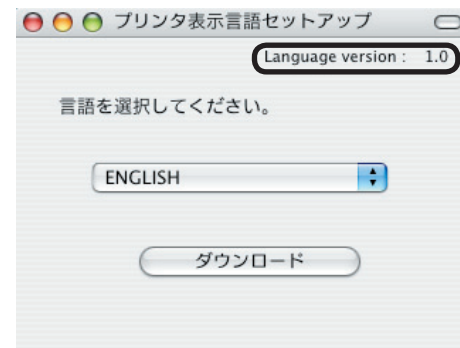 プリンタ表示言語セットアップ
Language version : 1.0
言語を選択してください。
ENGLISH
ダウンロード